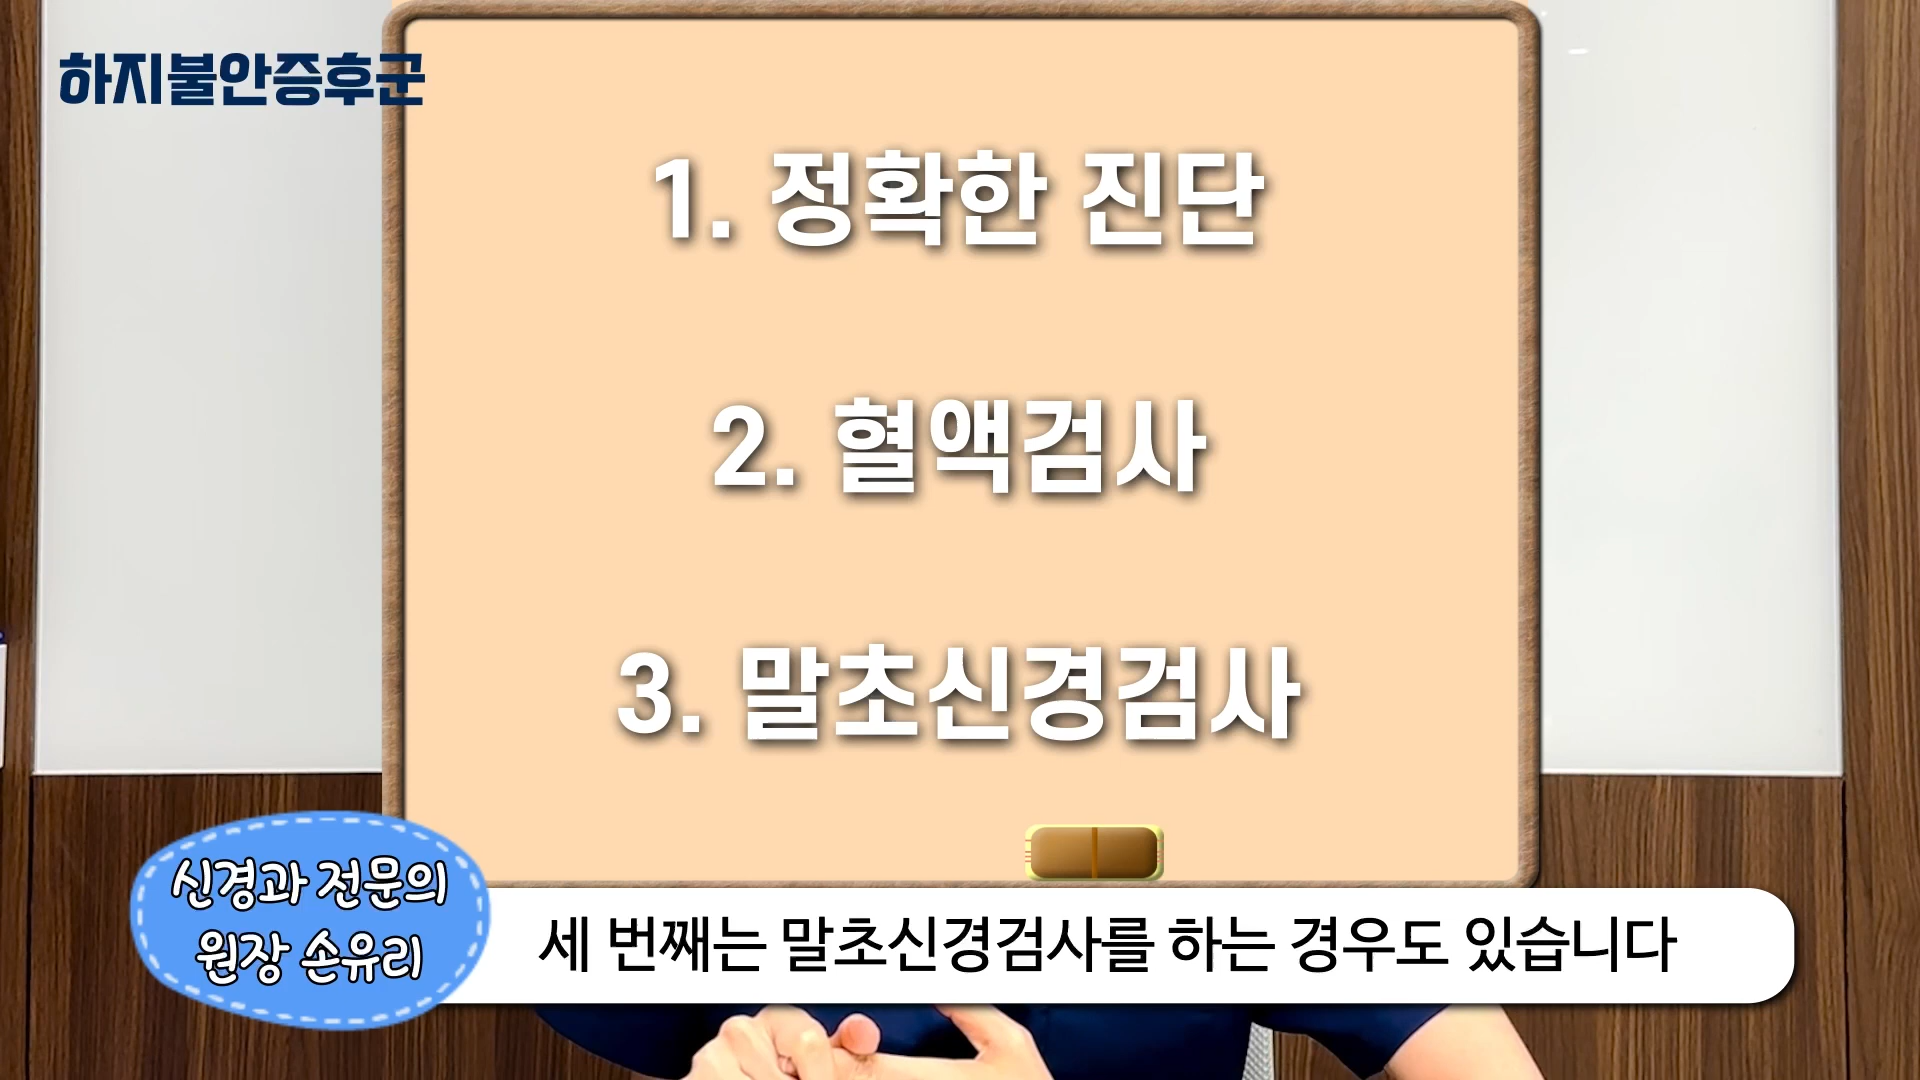 하지불안증후군
1. 정확한 진단
2. 혈액검사
3. 말초신경검사
신경과 전문의
원장 손유리
세 번째는 말초신경검사를 하는 경우도 있습니다